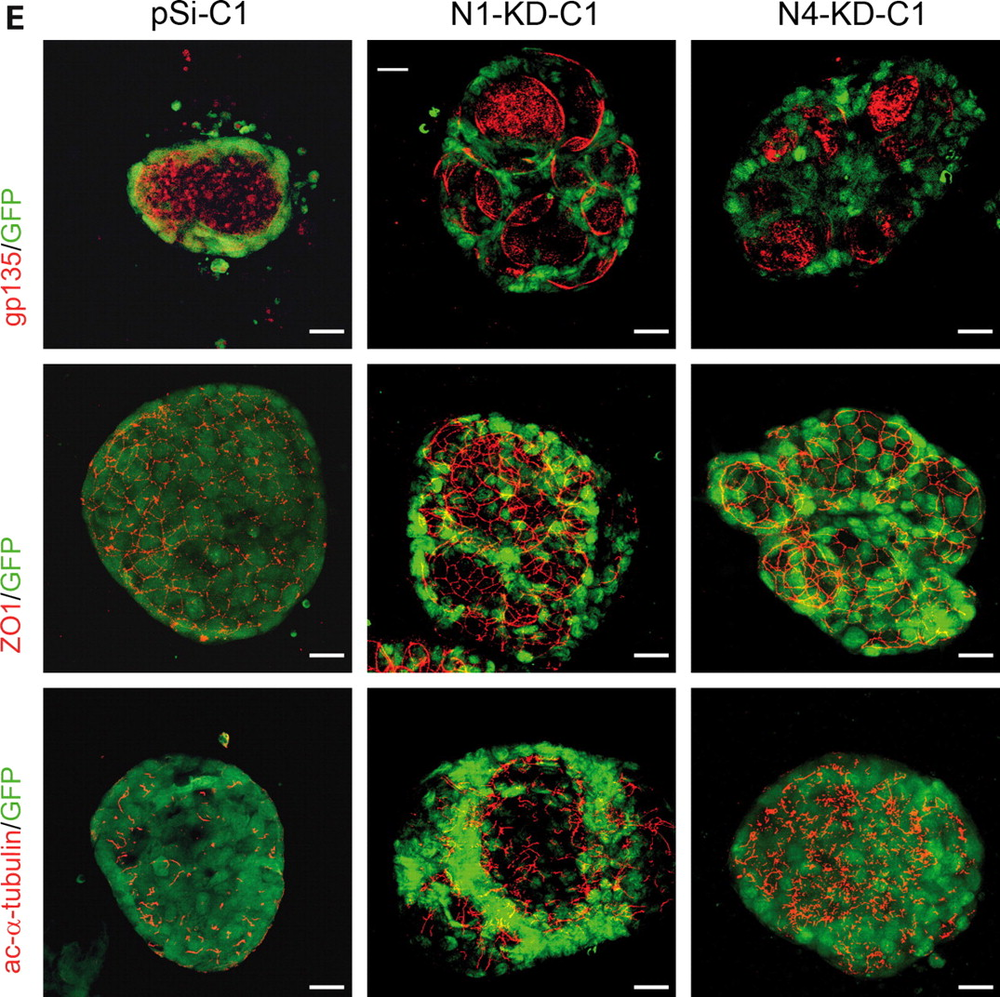 E
pSi-C1
N1-KD-C1
N4-KD-C1
gp135/GFP
ZO1/GFP
ac-α-tubulin/GFP